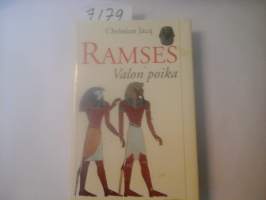 7179
Christian Jacq
RAMSES
Valon poika